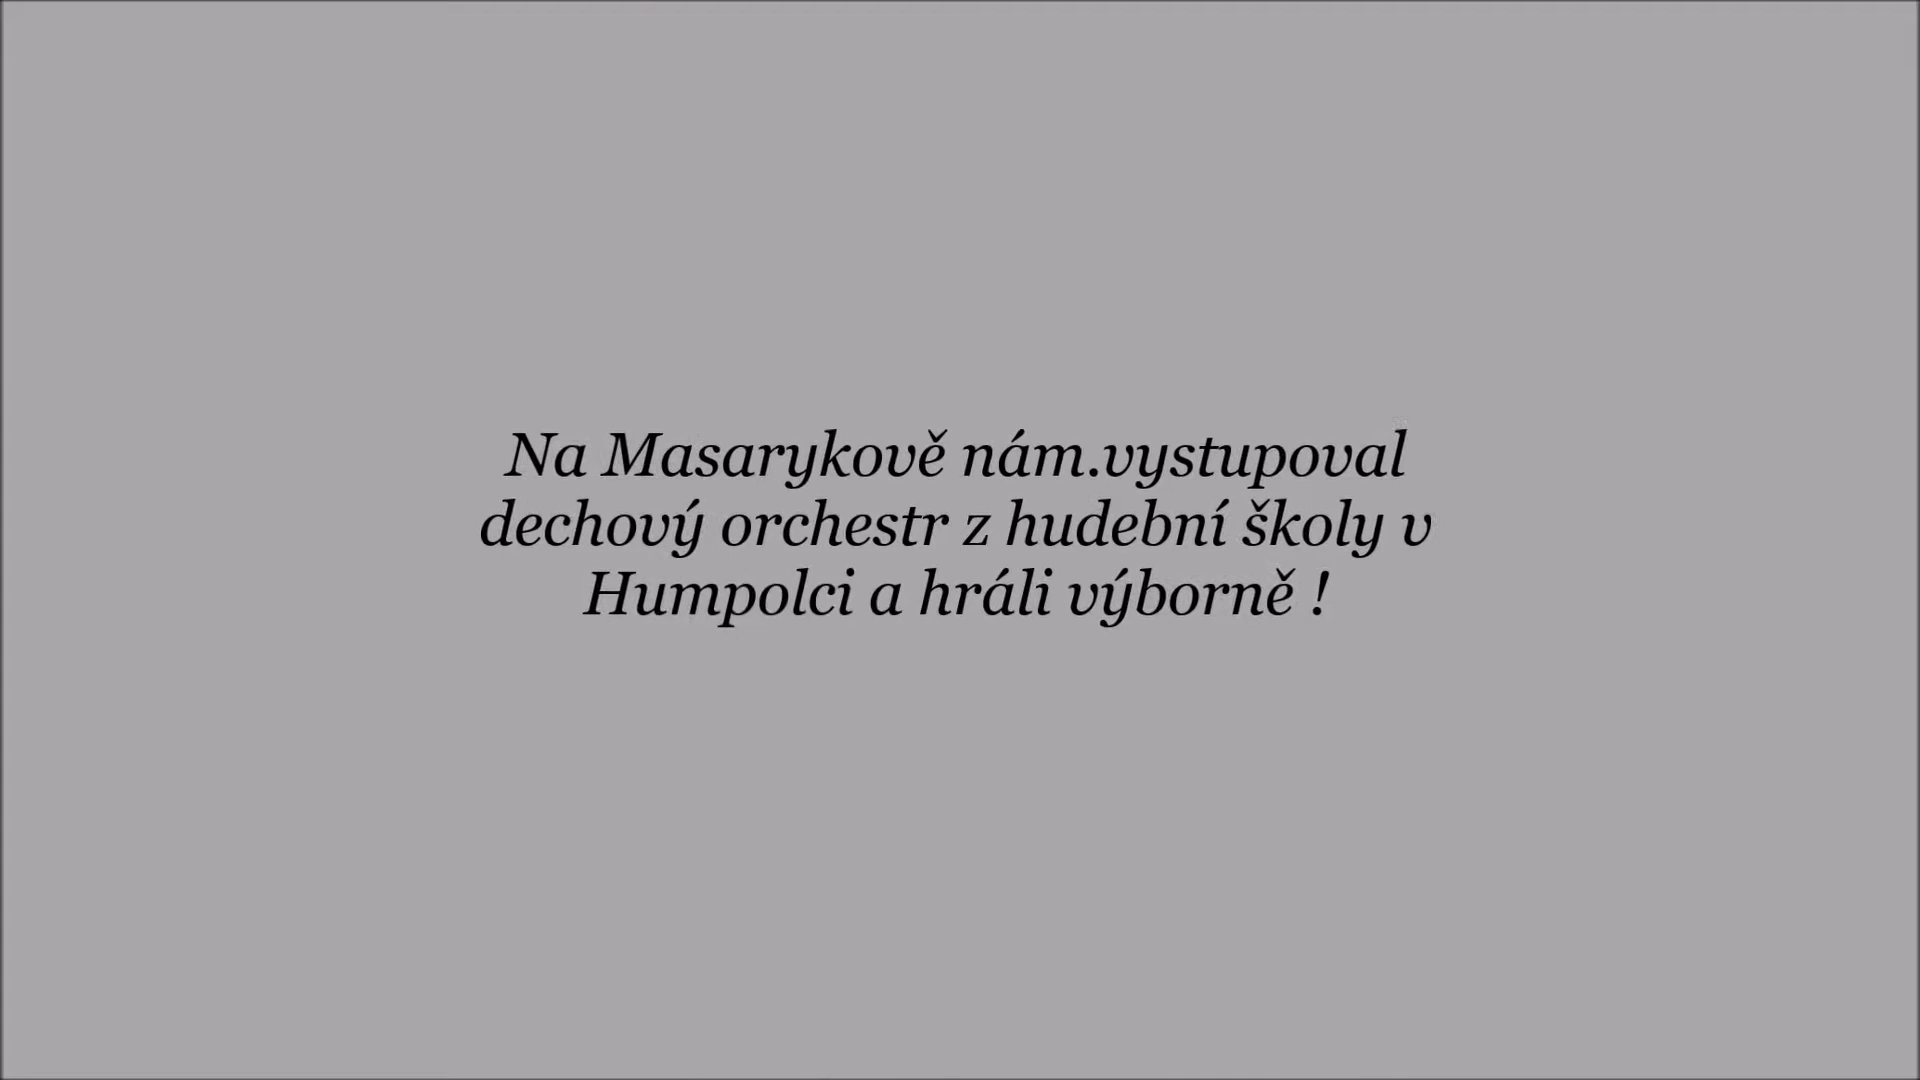 Na Masarykově nám.vystupoval
dechový orchestr z hudební školy v
Humpolci a hráli výborně !